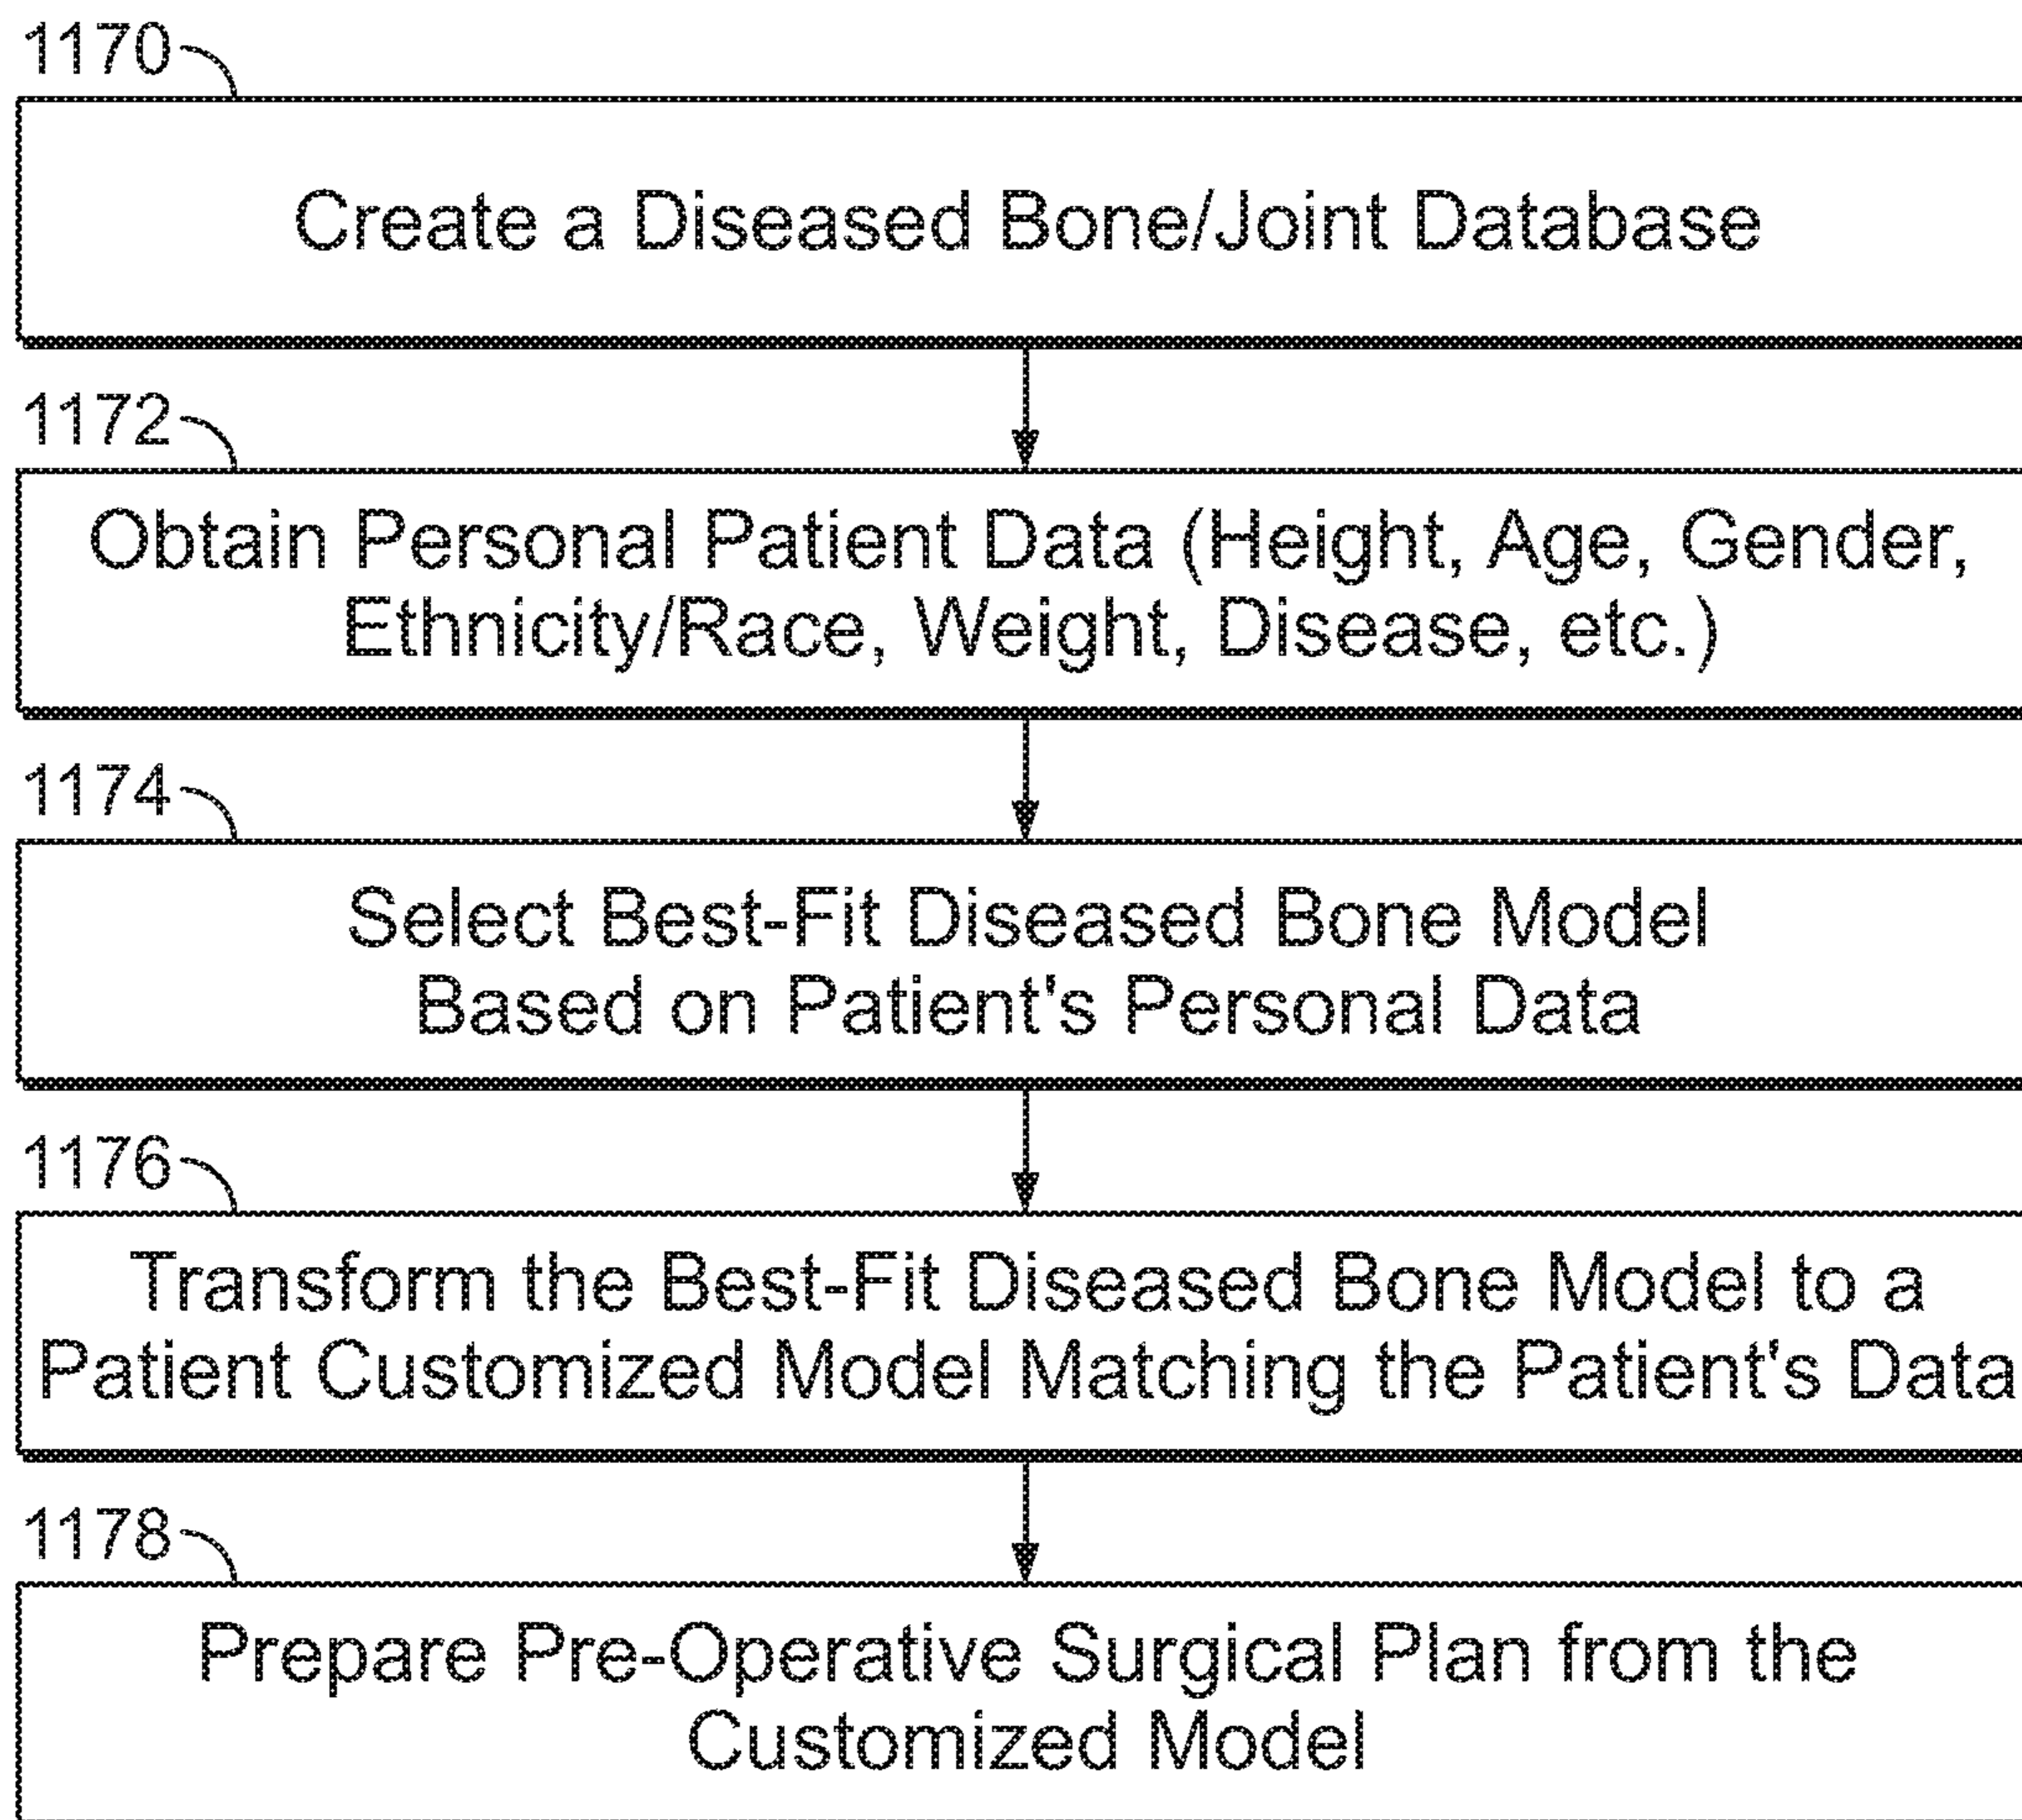 1170
Create a Diseased Bone/Joint Database
1172
Obtain Personal Patient Data (Height, Age, Gender,
Ethnicity/Race, Weight, Disease, etc.)
1174
Select Best-Fit Diseased Bone Model
Based on Patient's Personal Data
1176
Transform the Best-Fit Diseased Bone Model to a
Patient Customized Model Matching the Patient's Data
1178
Prepare Pre-Operative Surgical Plan from the
Customized Model